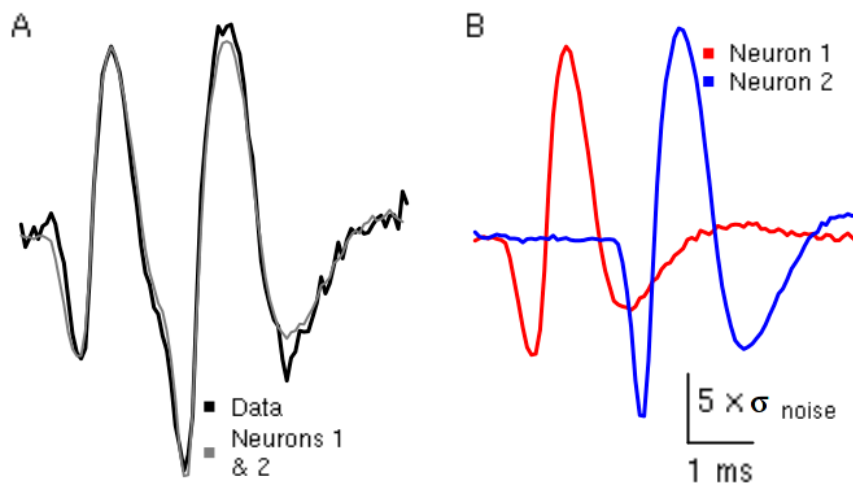 A
Data
Neurons 1
& 2
B
Neuron 1
Neuron 2
5 × σ noise
1 ms